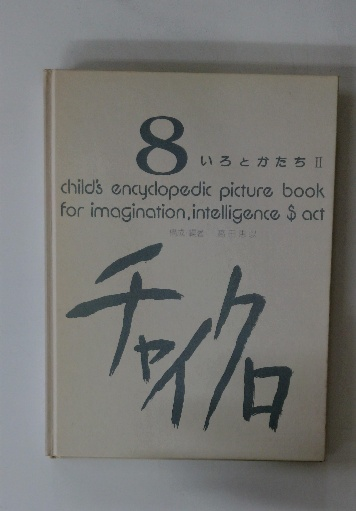 8 いろとかたち II
child's encyclopedic picture book
for imagination, intelligence $ act
チャイクロ